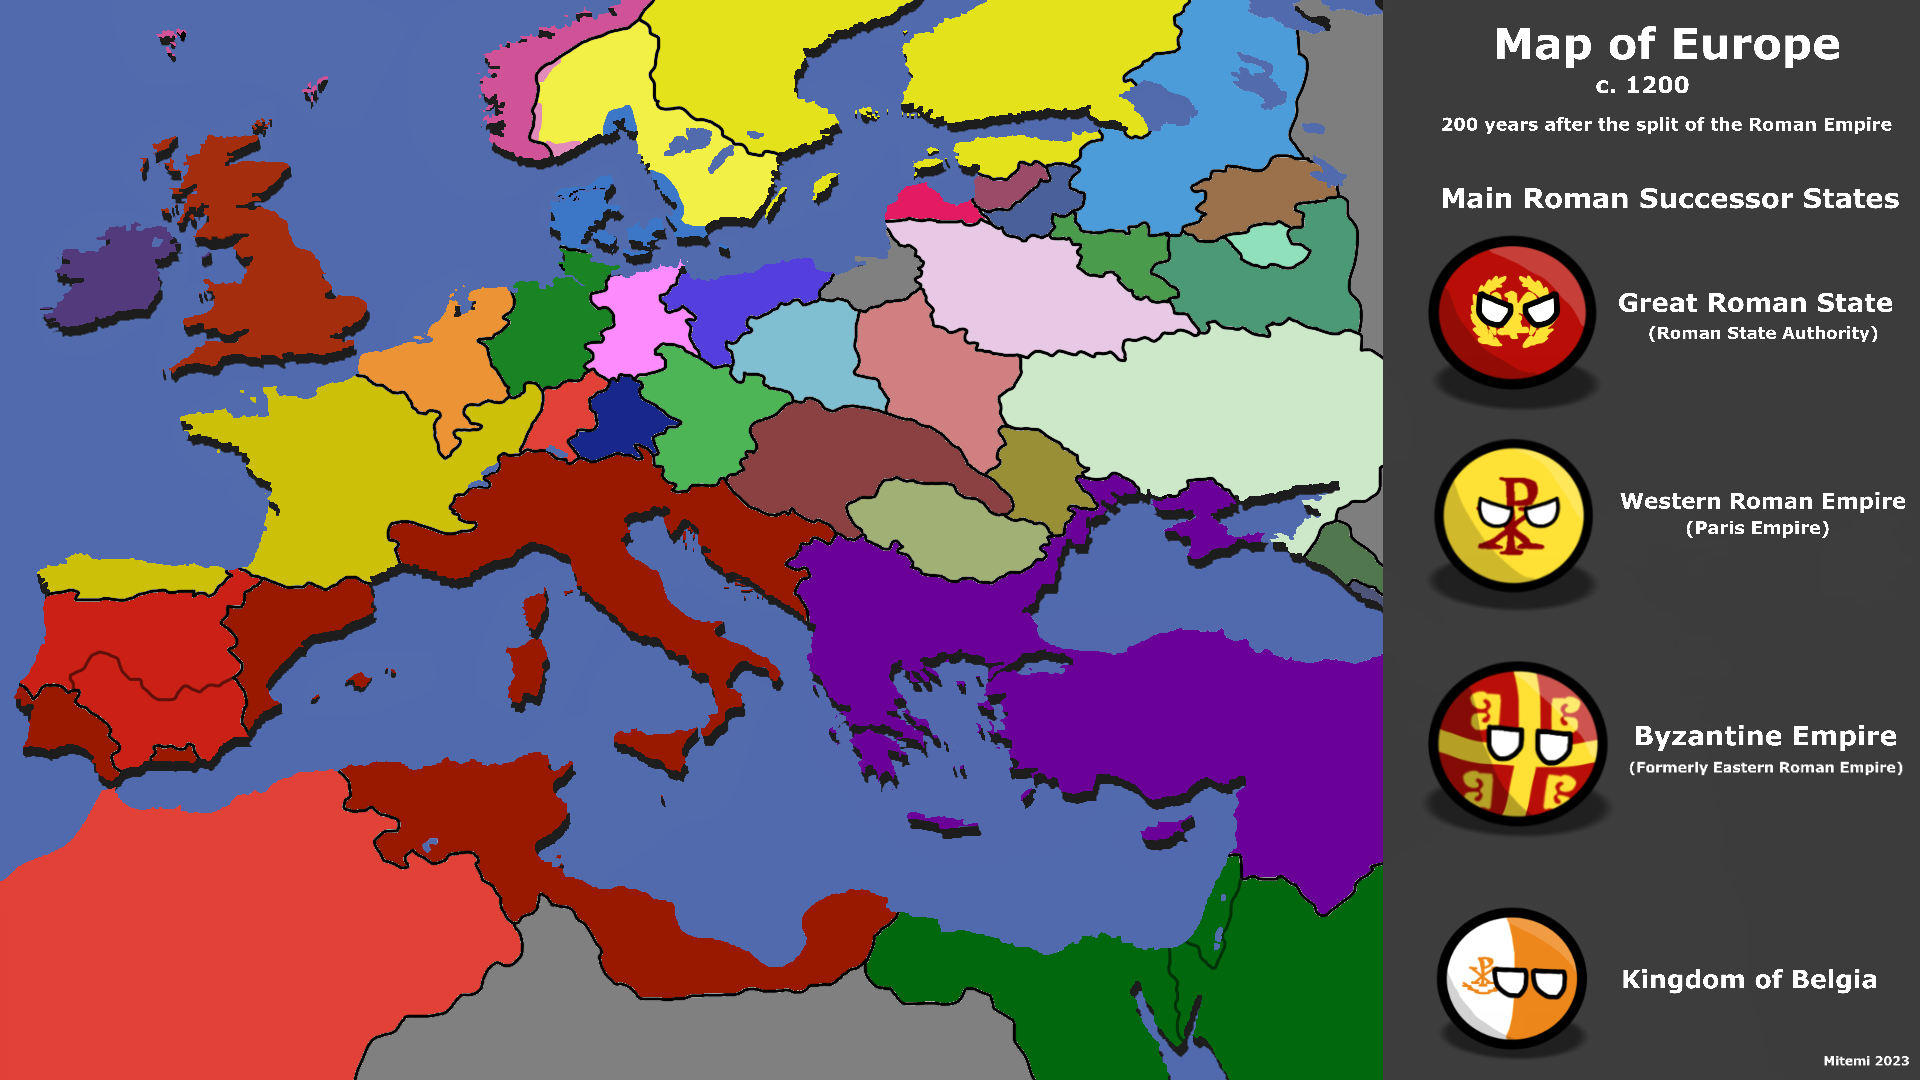 Map of Europe
c. 1200
200 years after the split of the Roman Empire
Main Roman Successor States
Great Roman State
(Roman State Authority)
Western Roman Empire
(Paris Empire)
Byzantine Empire
(Formerly Eastern Roman Empire)
Kingdom of Belgia
Mitemi 2023